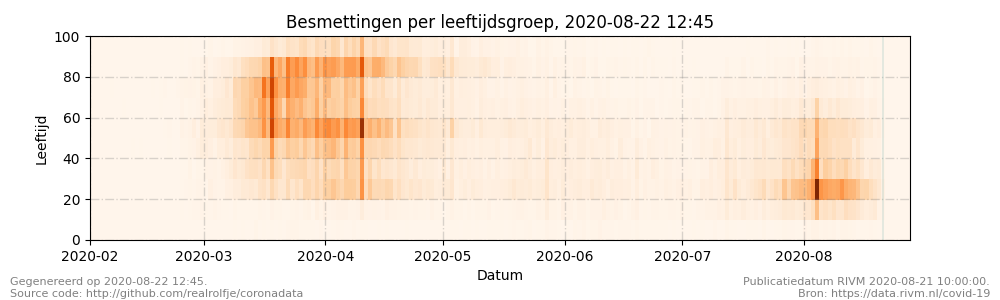 Besmettingen per leeftijdsgroep, 2020-08-22 12:45
100
80
60
40
20
0
Leeftijd
2020-02 2020-03 2020-04 2020-05 2020-06 2020-07 2020-08
Datum
Gegenereerd op 2020-08-22 12:45.
Source code: http://github.com/realrolfje/coronadata
Publicatiedatum RIVM 2020-08-21 10:00:00.
Bron: https://data.rivm.nl/covid-19